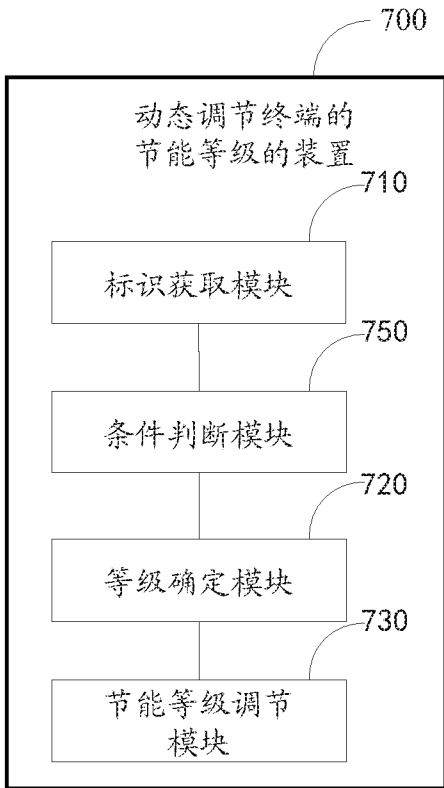 700
动态调节终端的
节能等级的装置
710
标识获取模块
750
条件判断模块
720
等级确定模块
730
节能等级调节
模块